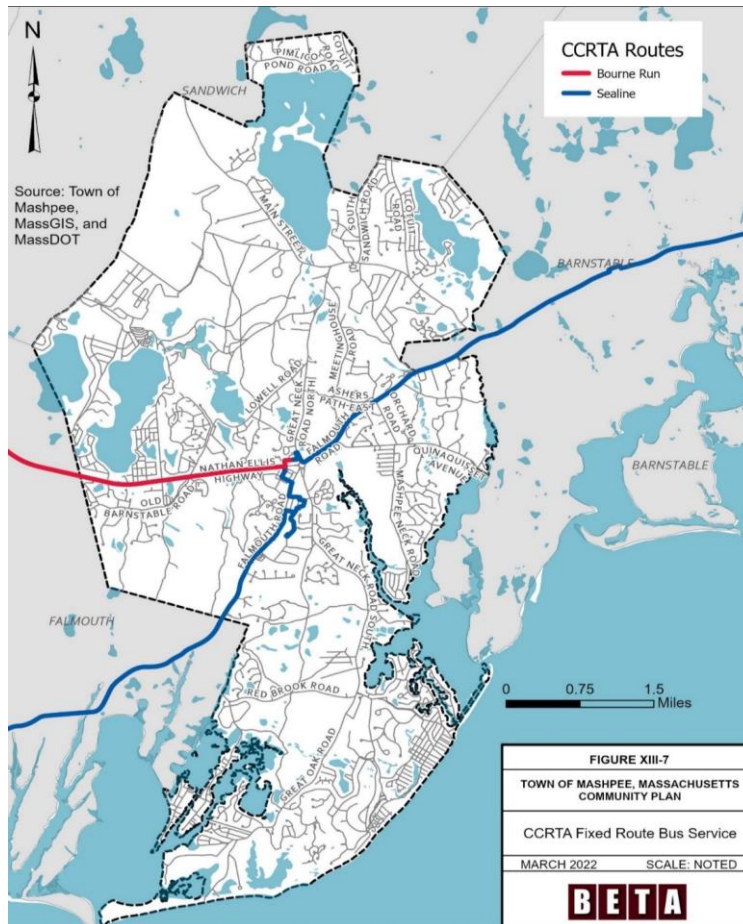 N
CCRTA Routes
Bourne Run
Sealine
PIMLICO ROAD
COTUIT
POND ROAD
SANDWICH
Source: Town of
Mashpee,
MassGIS, and
MassDOT
MAIN STREET
SOUTH
SANDWICH ROAD
COTUIT
ROAD
BARNSTABLE
MEETINGHOUSE
ROAD
LOWELL ROAD
GREAT NECK
ROAD NORTH
ASHERS
PATH EAST
ORCHARD
ROAD
FALMOUTH
ROAD
QUINAQUISSET
AVENUE
NATHAN ELLIS
HIGHWAY
BARNSTABLE
OLD
BARNSTABLE ROAD
MASHPEE NECK ROAD
FALMOUTH ROAD
GREAT NECK ROAD SOUTH
FALMOUTH
RED BROOK ROAD
0 0.75 1.5
Miles
GREAT OAK ROAD
FIGURE XIII-7
TOWN OF MASHPEE, MASSACHUSETTS
COMMUNITY PLAN
CCRTA Fixed Route Bus Service
MARCH 2022 SCALE: NOTED
BETA